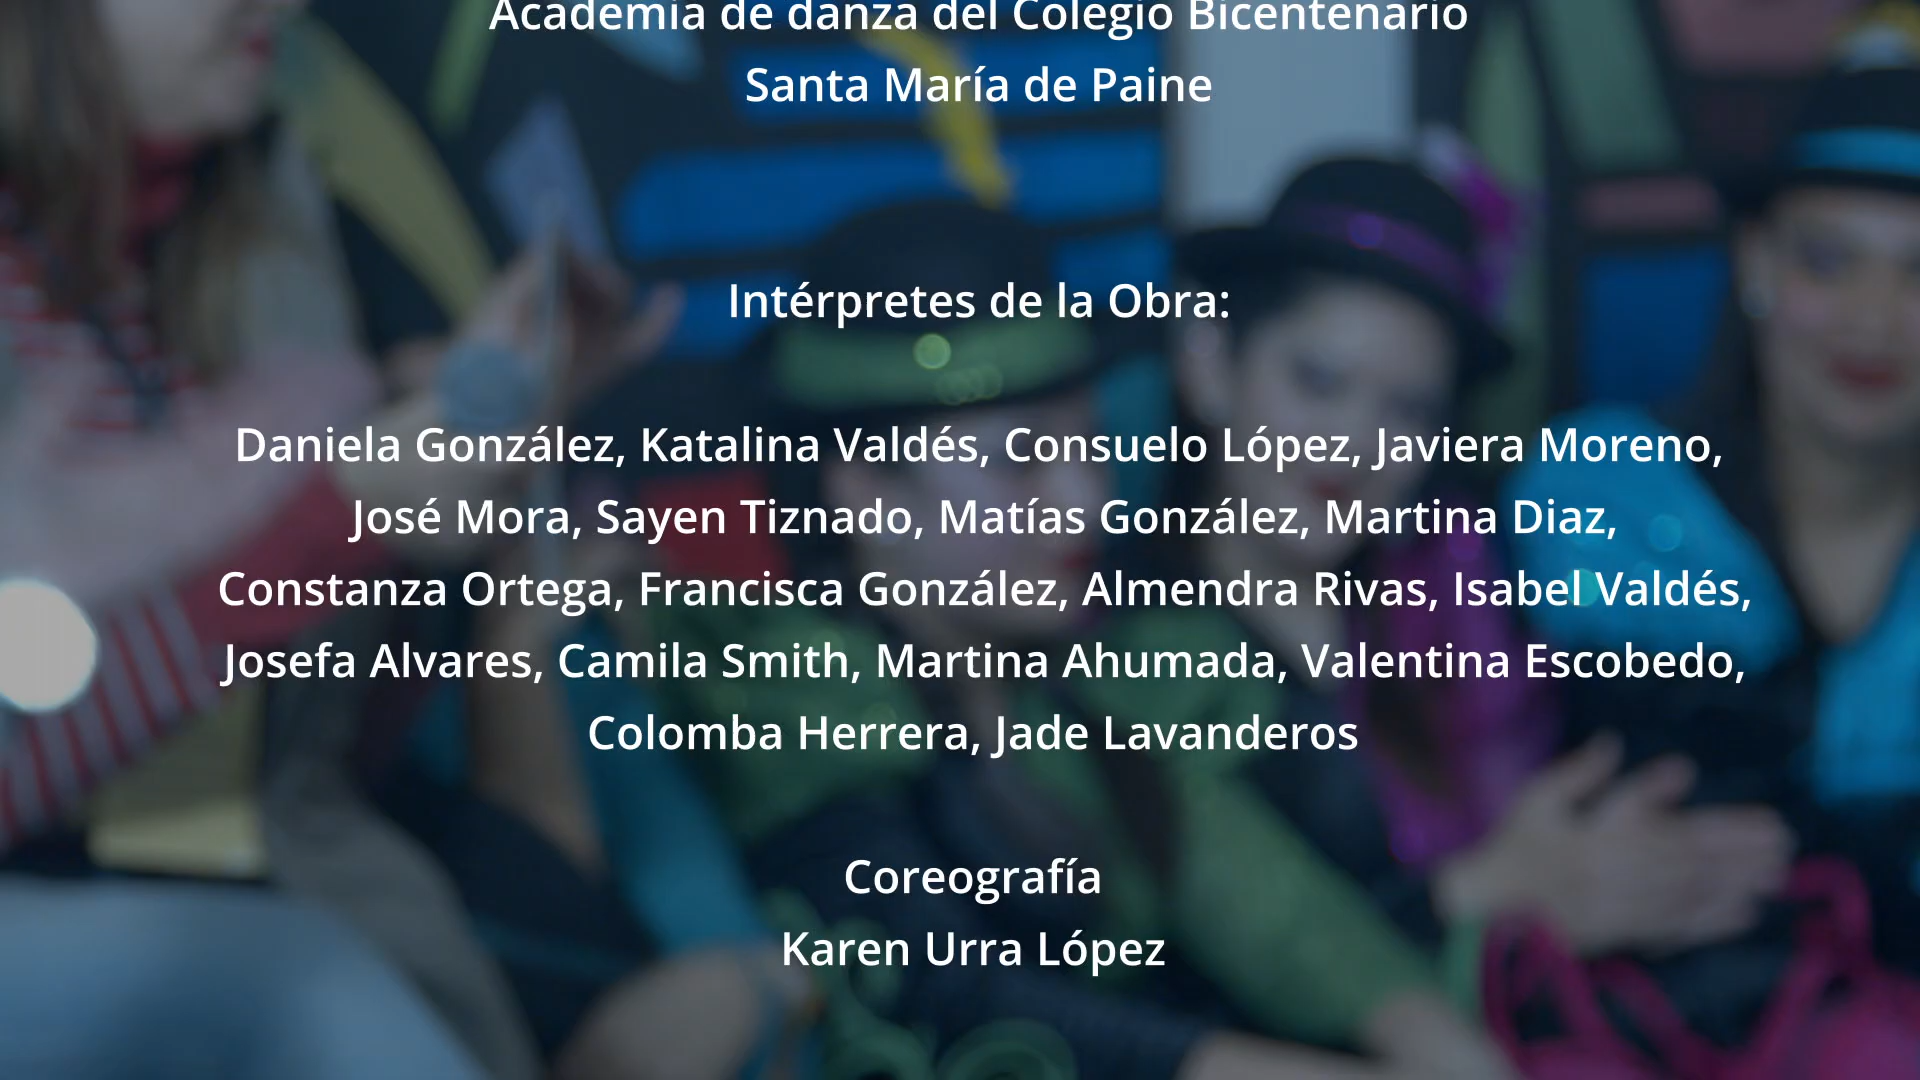 Academia de danza del Colegio Bicentenario
Santa María de Paine
Intérpretes de la Obra:
Daniela González, Katalina Valdés, Consuelo López, Javiera Moreno,
José Mora, Sayen Tiznado, Matías González, Martina Diaz,
Constanza Ortega, Francisca González, Almendra Rivas, Isabel Valdés,
Josefa Alvares, Camila Smith, Martina Ahumada, Valentina Escobedo,
Colomba Herrera, Jade Lavanderos
Coreografía
Karen Urra López